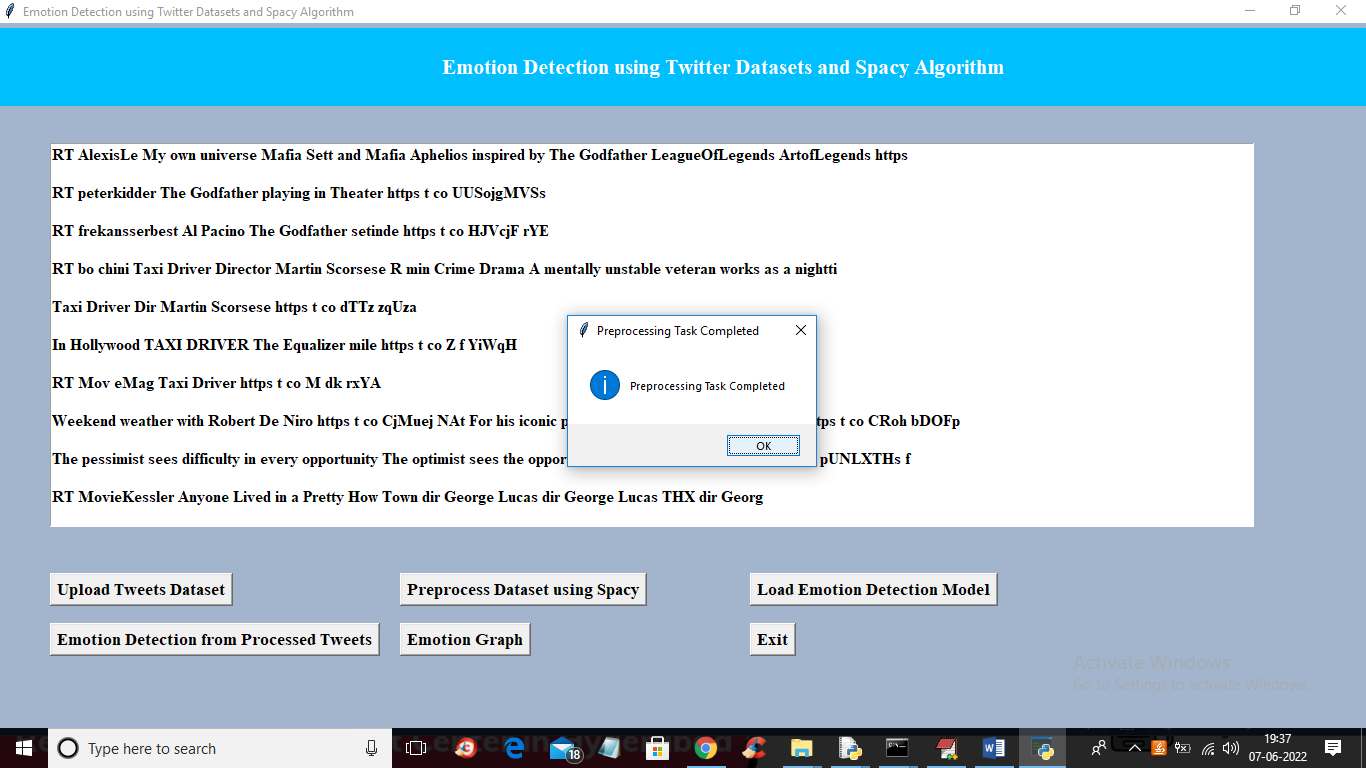 Emotion Detection using Twitter Datasets and Spacy Algorithm
Emotion Detection using Twitter Datasets and Spacy Algorithm
RT AlexisLe My own universe Mafia Sett and Mafia Aphelios inspired by The Godfather LeagueOfLegends ArtofLegends https
RT peterkidder The Godfather playing in Theater https t co UUSojgMVSs
RT frekansserbest Al Pacino The Godfather setinde https t co HJVcjF rYE
RT bo chini Taxi Driver Director Martin Scorsese R min Crime Drama A mentally unstable veteran works as a nightti
Taxi Driver Dir Martin Scorsese https t co dTTz zqUza
In Hollywood TAXI DRIVER The Equalizer mile https t co Z f YiWqH
RT Mov eMag Taxi Driver https t co M dk rxYA
Weekend weather with Robert De Niro https t co CjMuej NAt For his iconic p tps t co CRoh bDOFp
The pessimist sees difficulty in every opportunity The optimist sees the oppor pUNLXTHs f
RT MovieKessler Anyone Lived in a Pretty How Town dir George Lucas dir George Lucas THX dir Georg
Preprocessing Task Completed
Preprocessing Task Completed
OK
Upload Tweets Dataset
Preprocess Dataset using Spacy
Load Emotion Detection Model
Emotion Detection from Processed Tweets
Emotion Graph
Exit
Activate Windows
Go to Settings to activate Windows.
Type here to search
18
19:37
07-06-2022